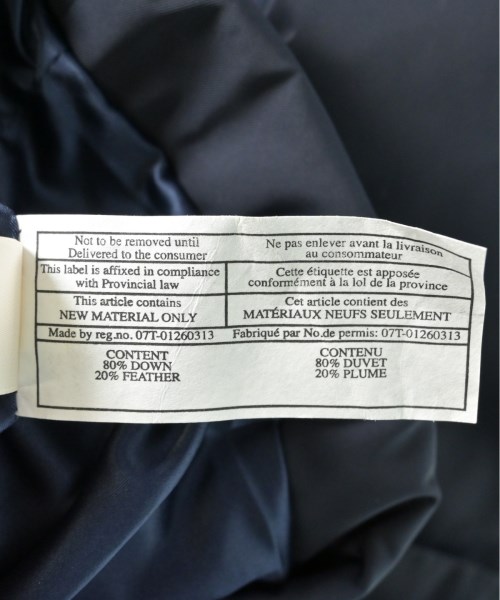 Not to be removed until
Delivered to the consumer
Ne pas enlever avant la livraison
au consommateur
This label is affixed in compliance
with Provincial law
Cette étiquette est apposée
conformément à la lol de la province
This article contains
NEW MATERIAL ONLY
Cet article contient des
MATÉRIAUX NEUFS SEULEMENT
Made by reg.no. 07T-01260313
Fabriqué par No.de permis: 07T-01260313
CONTENT
80% DOWN
20% FEATHER
CONTENU
80% DUVET
20% PLUME